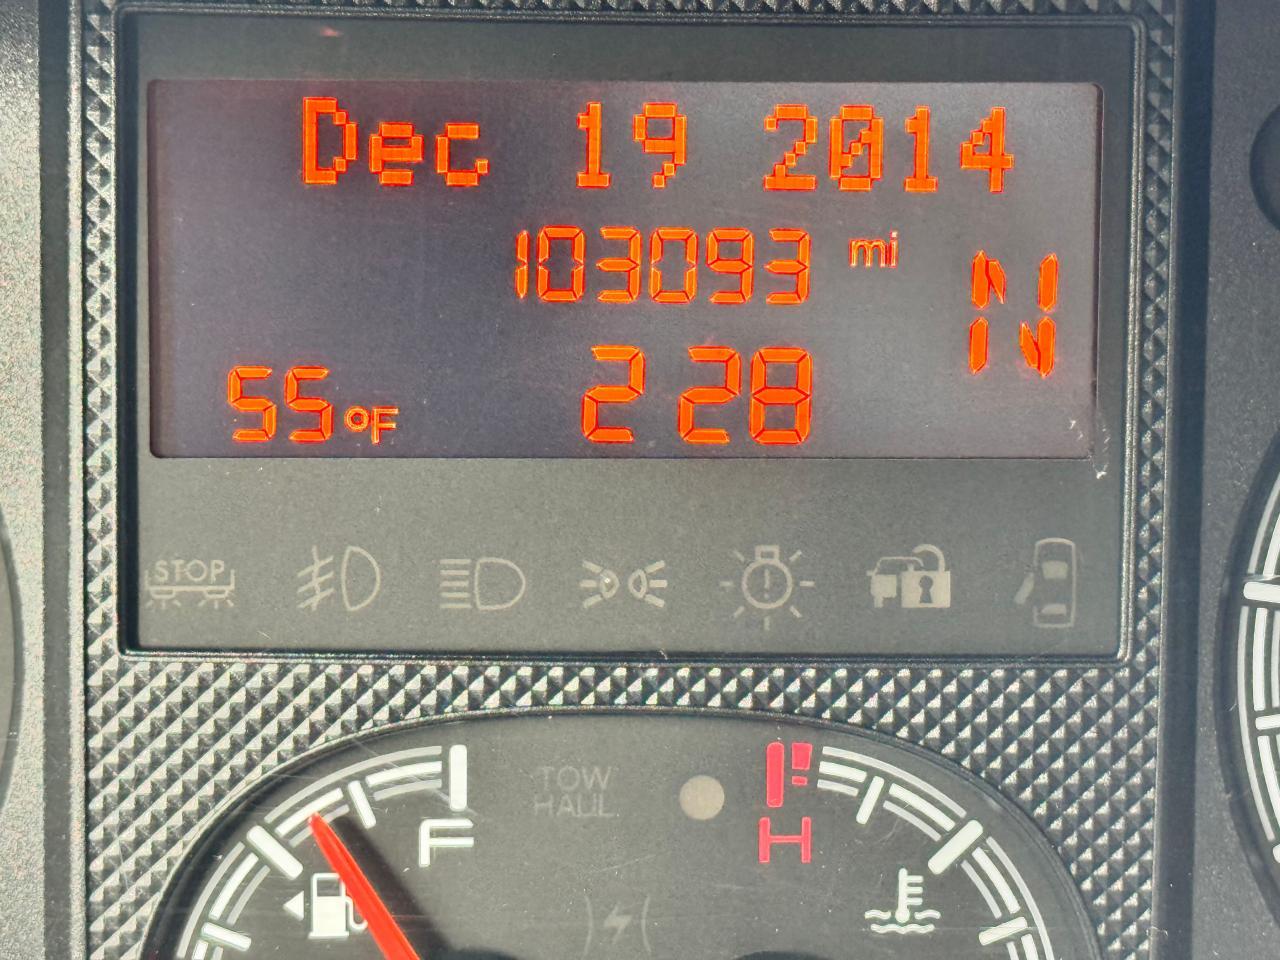 Dec 19 2014
103093 mi
N
55°F
2 28
STOP
TOW
HAUL
F
H